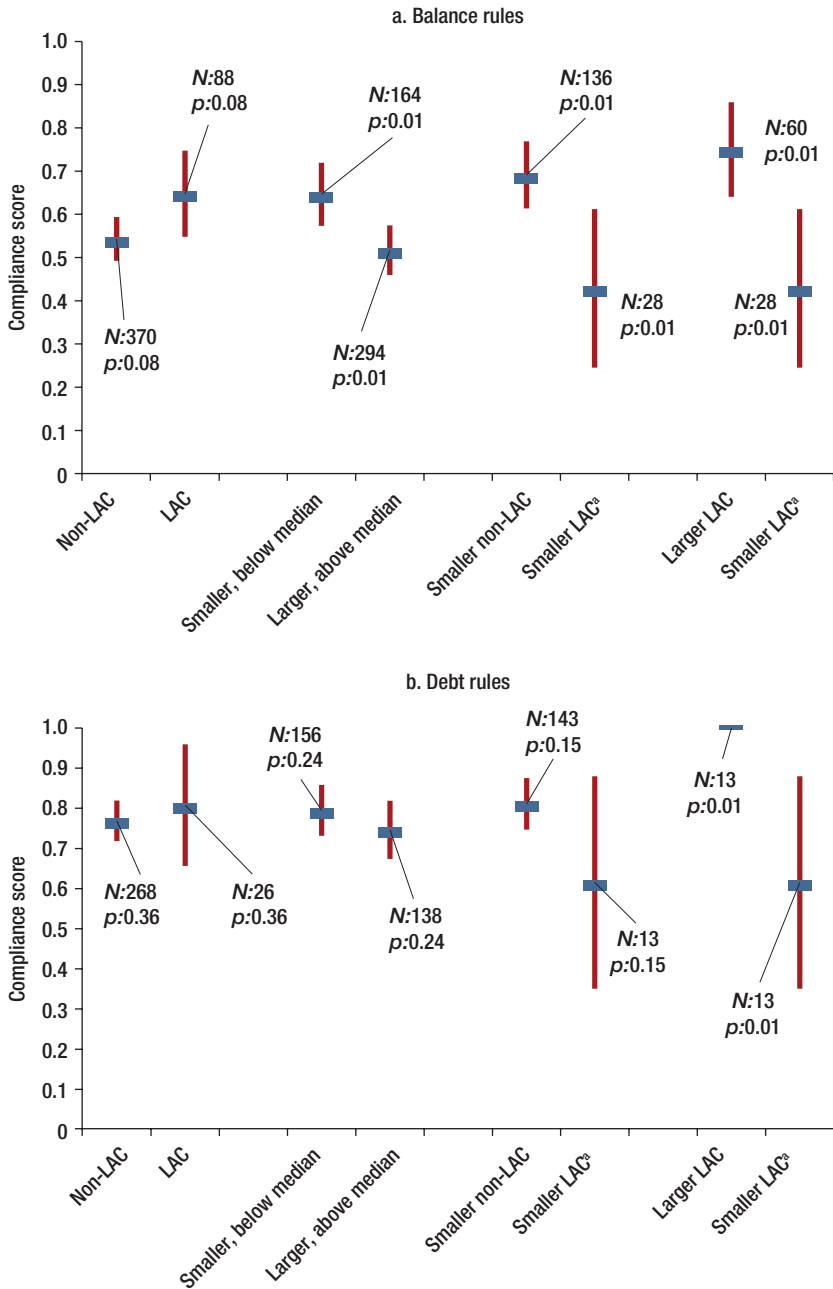 a. Balance rules
Compliance score
1.0
0.9
0.8
0.7
0.6
0.5
0.4
0.3
0.2
0.1
0
N:88
p:0.08
N:164
p:0.01
N:136
p:0.01
N:60
p:0.01
N:370
p:0.08
N:294
p:0.01
N:28
p:0.01
N:28
p:0.01
Non-LAC
LAC
Smaller, below median
Larger, above median
Smaller non-LAC
Smaller LACᵃ
Larger LAC
Smaller LACᵃ
b. Debt rules
Compliance score
1.0
0.9
0.8
0.7
0.6
0.5
0.4
0.3
0.2
0.1
0
N:156
p:0.24
N:143
p:0.15
N:13
p:0.01
N:268
p:0.36
N:26
p:0.36
N:138
p:0.24
N:13
p:0.15
N:13
p:0.01
Non-LAC
LAC
Smaller, below median
Larger, above median
Smaller non-LAC
Smaller LACᵃ
Larger LAC
Smaller LACᵃ